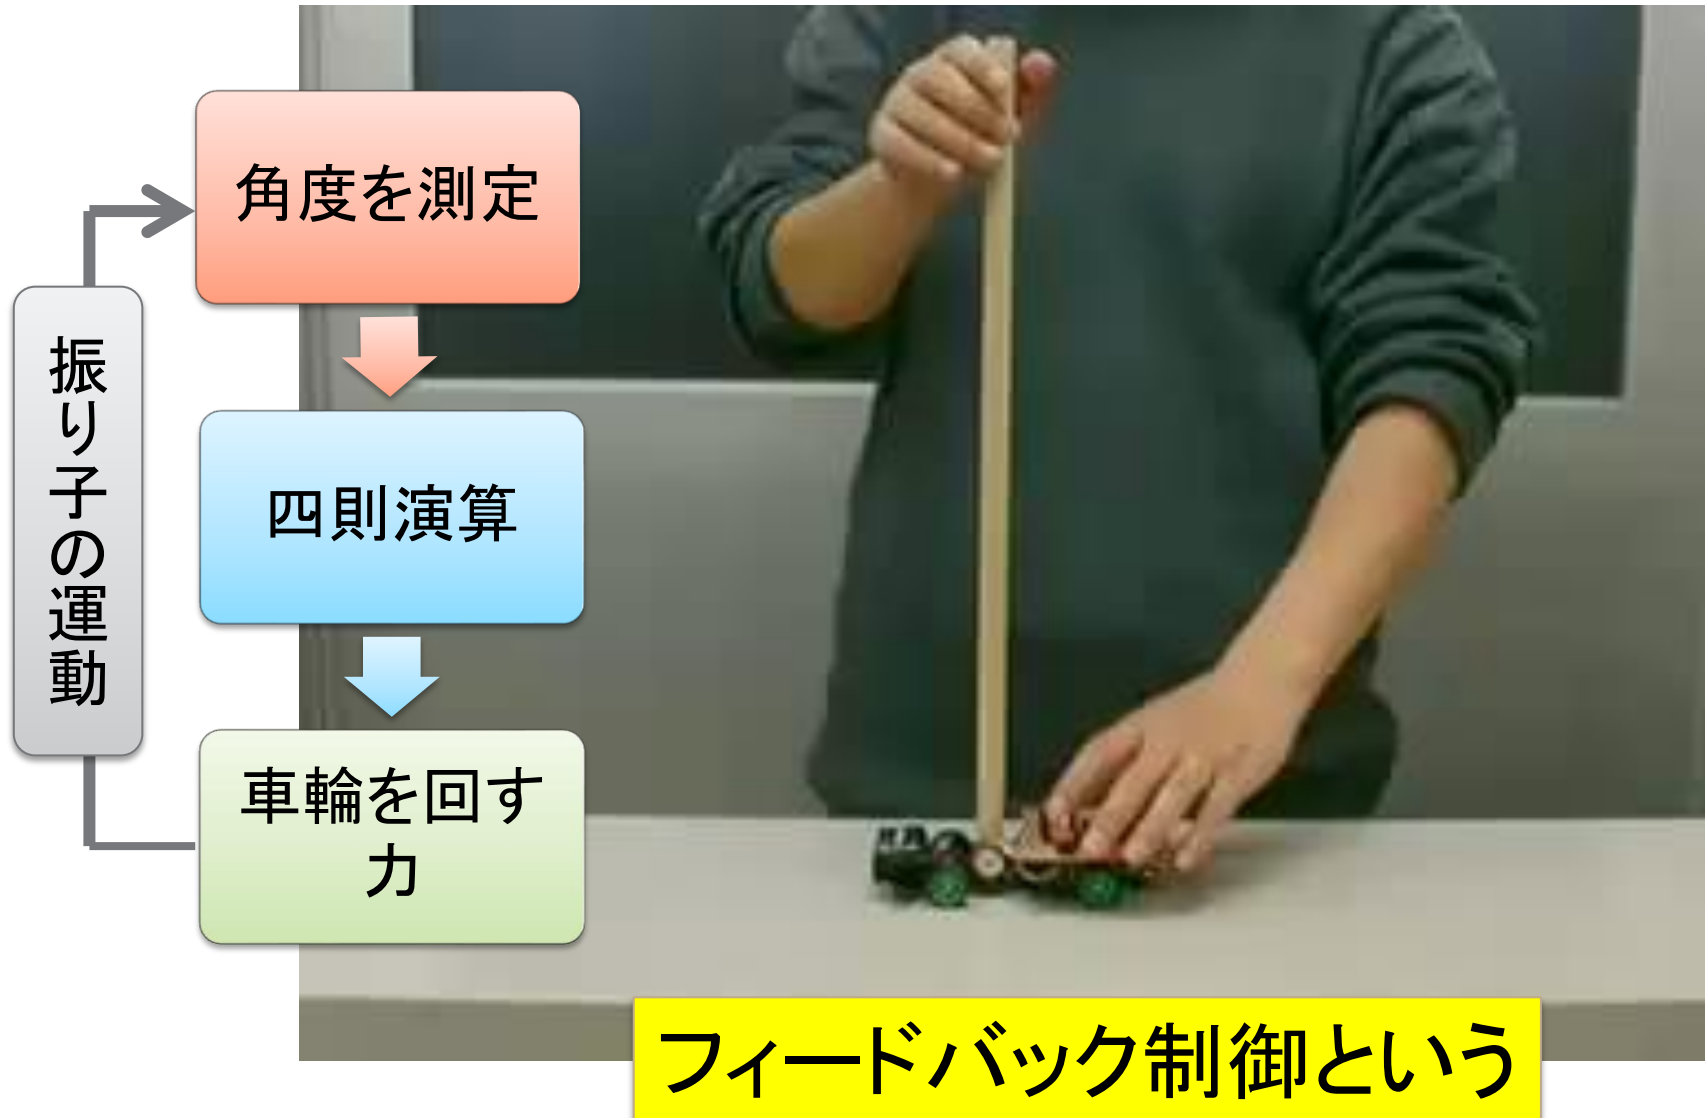 角度を測定
四則演算
車輪を回す
力
振り子の運動
フィードバック制御という